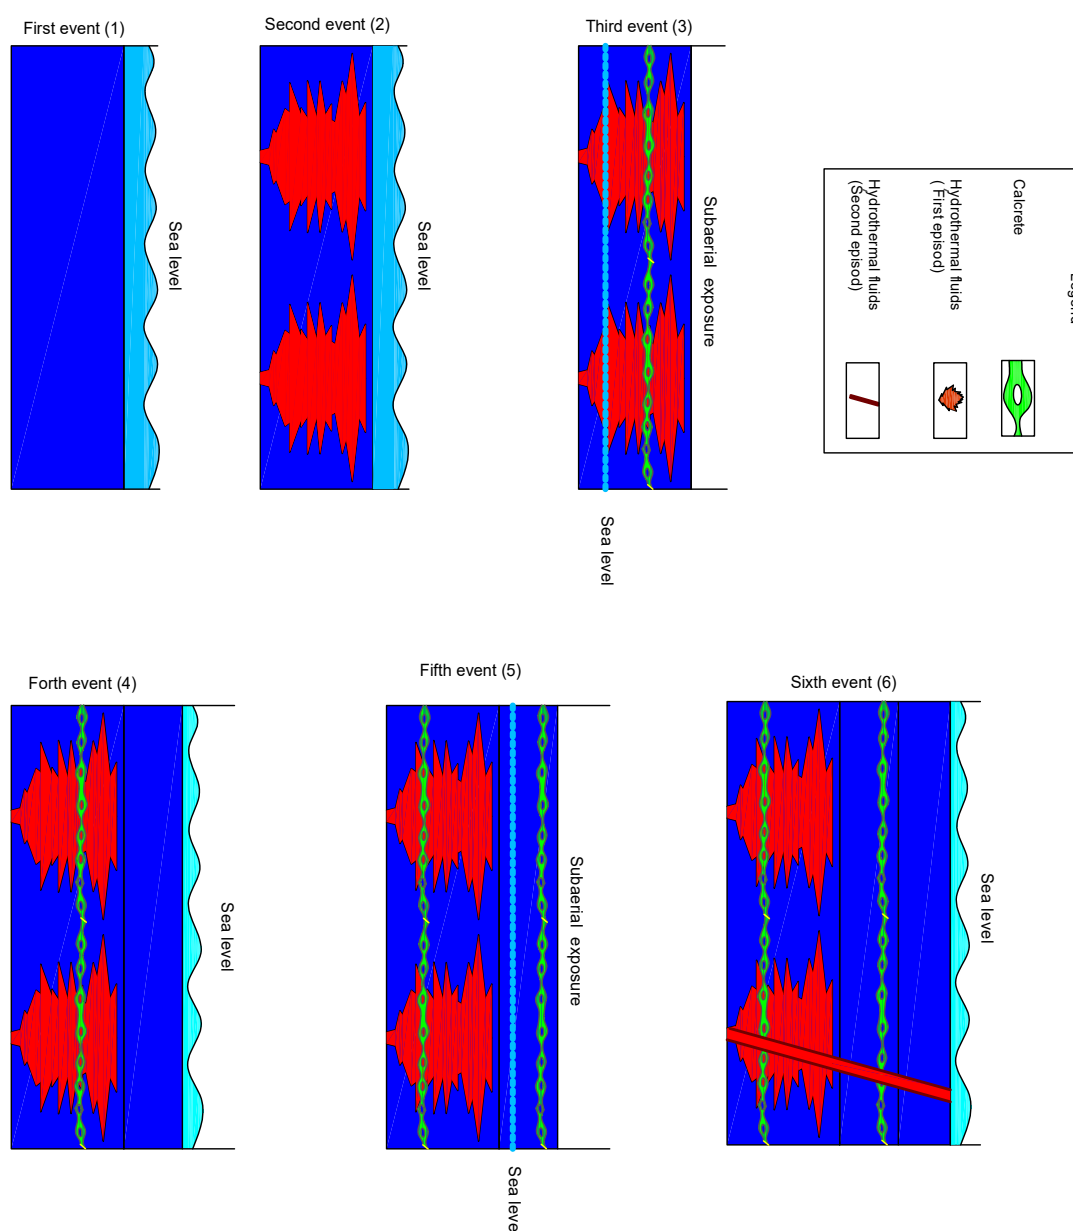 First event (1)
Second event (2)
Third event (3)
Sea level
Sea level
Subaerial exposure
Sea level
Legend
Calcrete
Hydrothermal fluids
( First episod)
Hydrothermal fluids
(Second episod)
Forth event (4)
Fifth event (5)
Sixth event (6)
Sea level
Subaerial exposure
Sea leve
Sea level